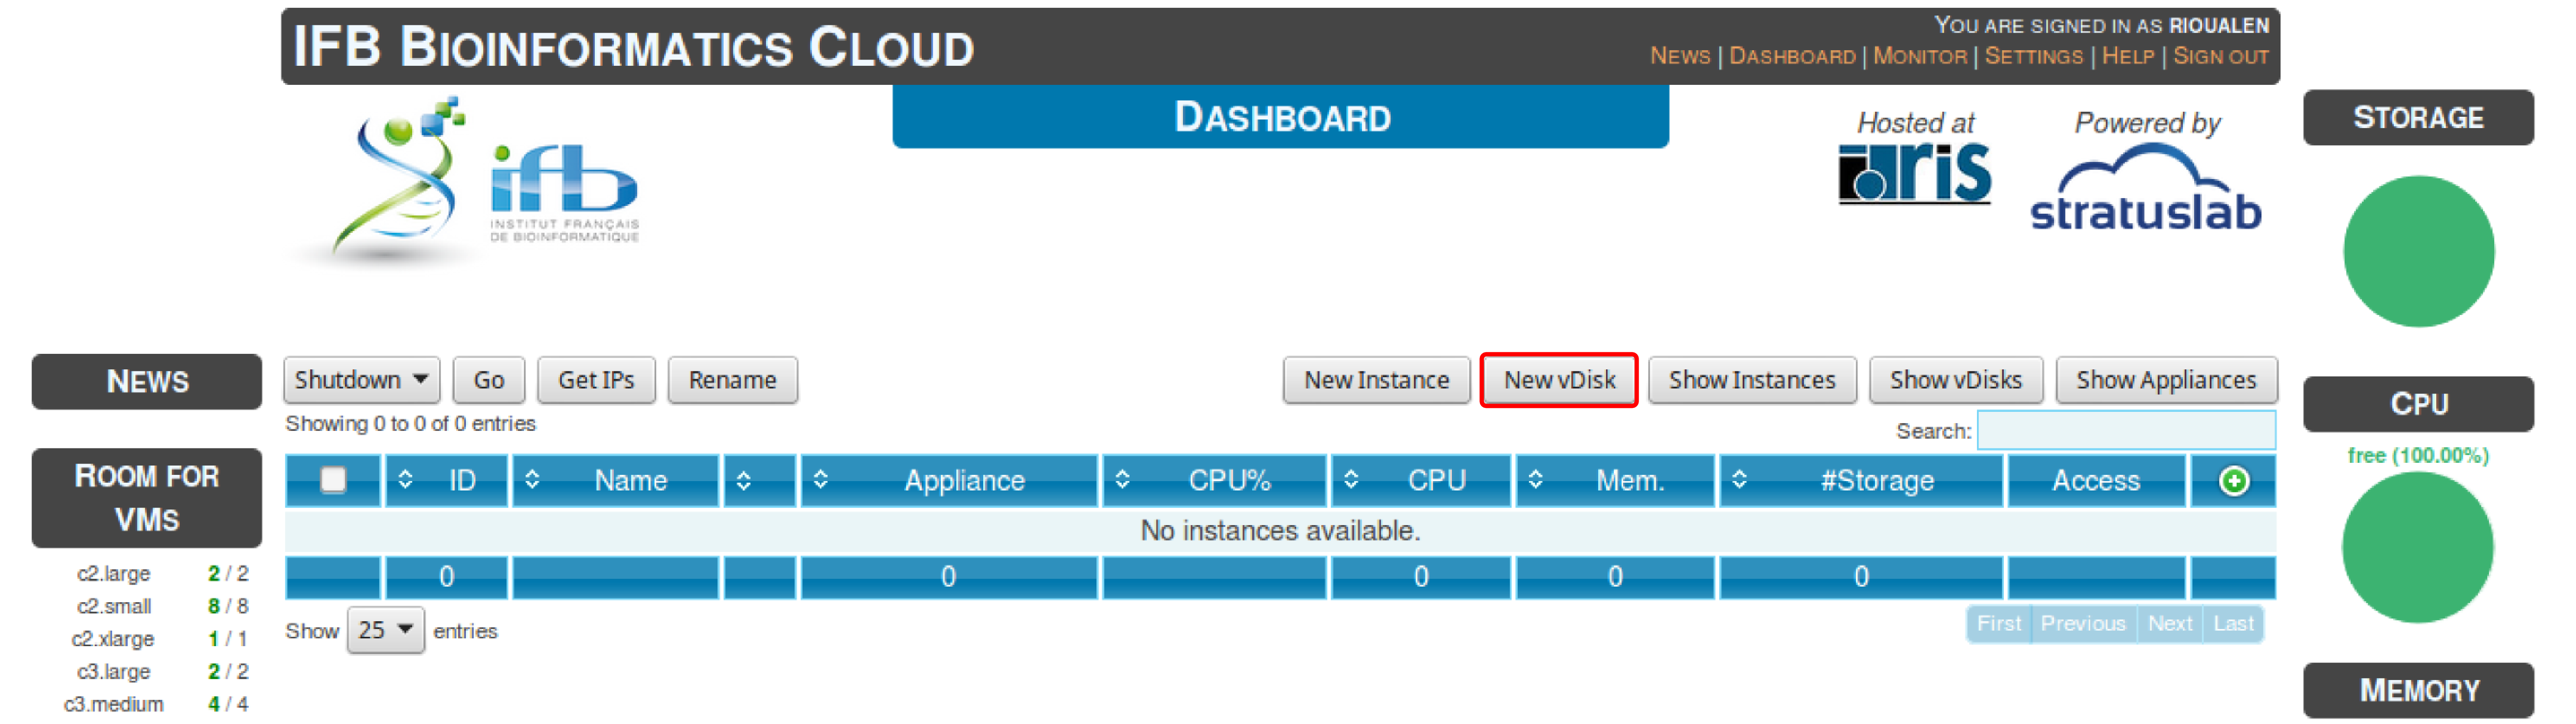 IFB BIOINFORMATICS CLOUD
YOU ARE SIGNED IN AS RIOUALEN
NEWS | DASHBOARD | MONITOR | SETTINGS | HELP | SIGN OUT
DASHBOARD
ifb
INSTITUT FRANÇAIS
DE BIOINFORMATIQUE
Hosted at
idris
Powered by
stratuslab
STORAGE
NEWS
Shutdown Go Get IPs Rename
New Instance New vDisk Show Instances Show vDisks Show Appliances
Showing 0 to 0 of 0 entries
Search:
CPU
free (100.00%)
ROOM FOR
VMS
ID Name Appliance CPU% CPU Mem. #Storage Access
No instances available.
0 0 0 0 0
c2.large 2 / 2
c2.small 8 / 8
c2.xlarge 1 / 1
c3.large 2 / 2
c3.medium 4 / 4
Show 25 entries
First Previous Next Last
MEMORY